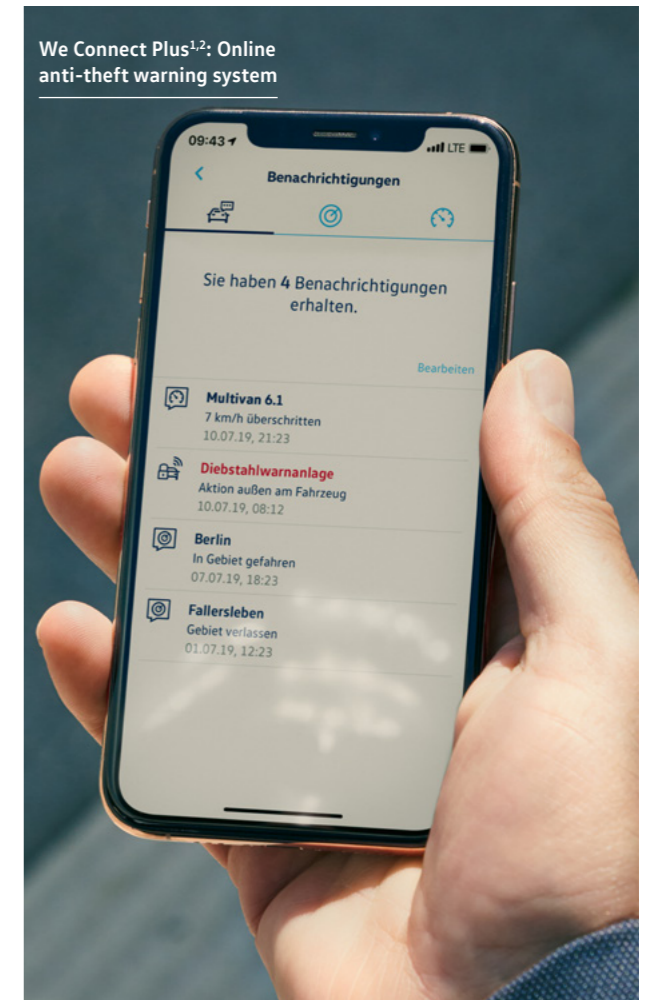 We Connect Plus1,2: Online
anti-theft warning system
09:43
LTE
Benachrichtigungen
Sie haben 4 Benachrichtigungen
erhalten.
Bearbeiten
Multivan 6.1
7 km/h überschritten
10.07.19, 21:23
Diebstahlwarnanlage
Aktion außen am Fahrzeug
10.07.19, 08:12
Berlin
In Gebiet gefahren
07.07.19, 18:23
Fallersleben
Gebiet verlassen
01.07.19, 12:23